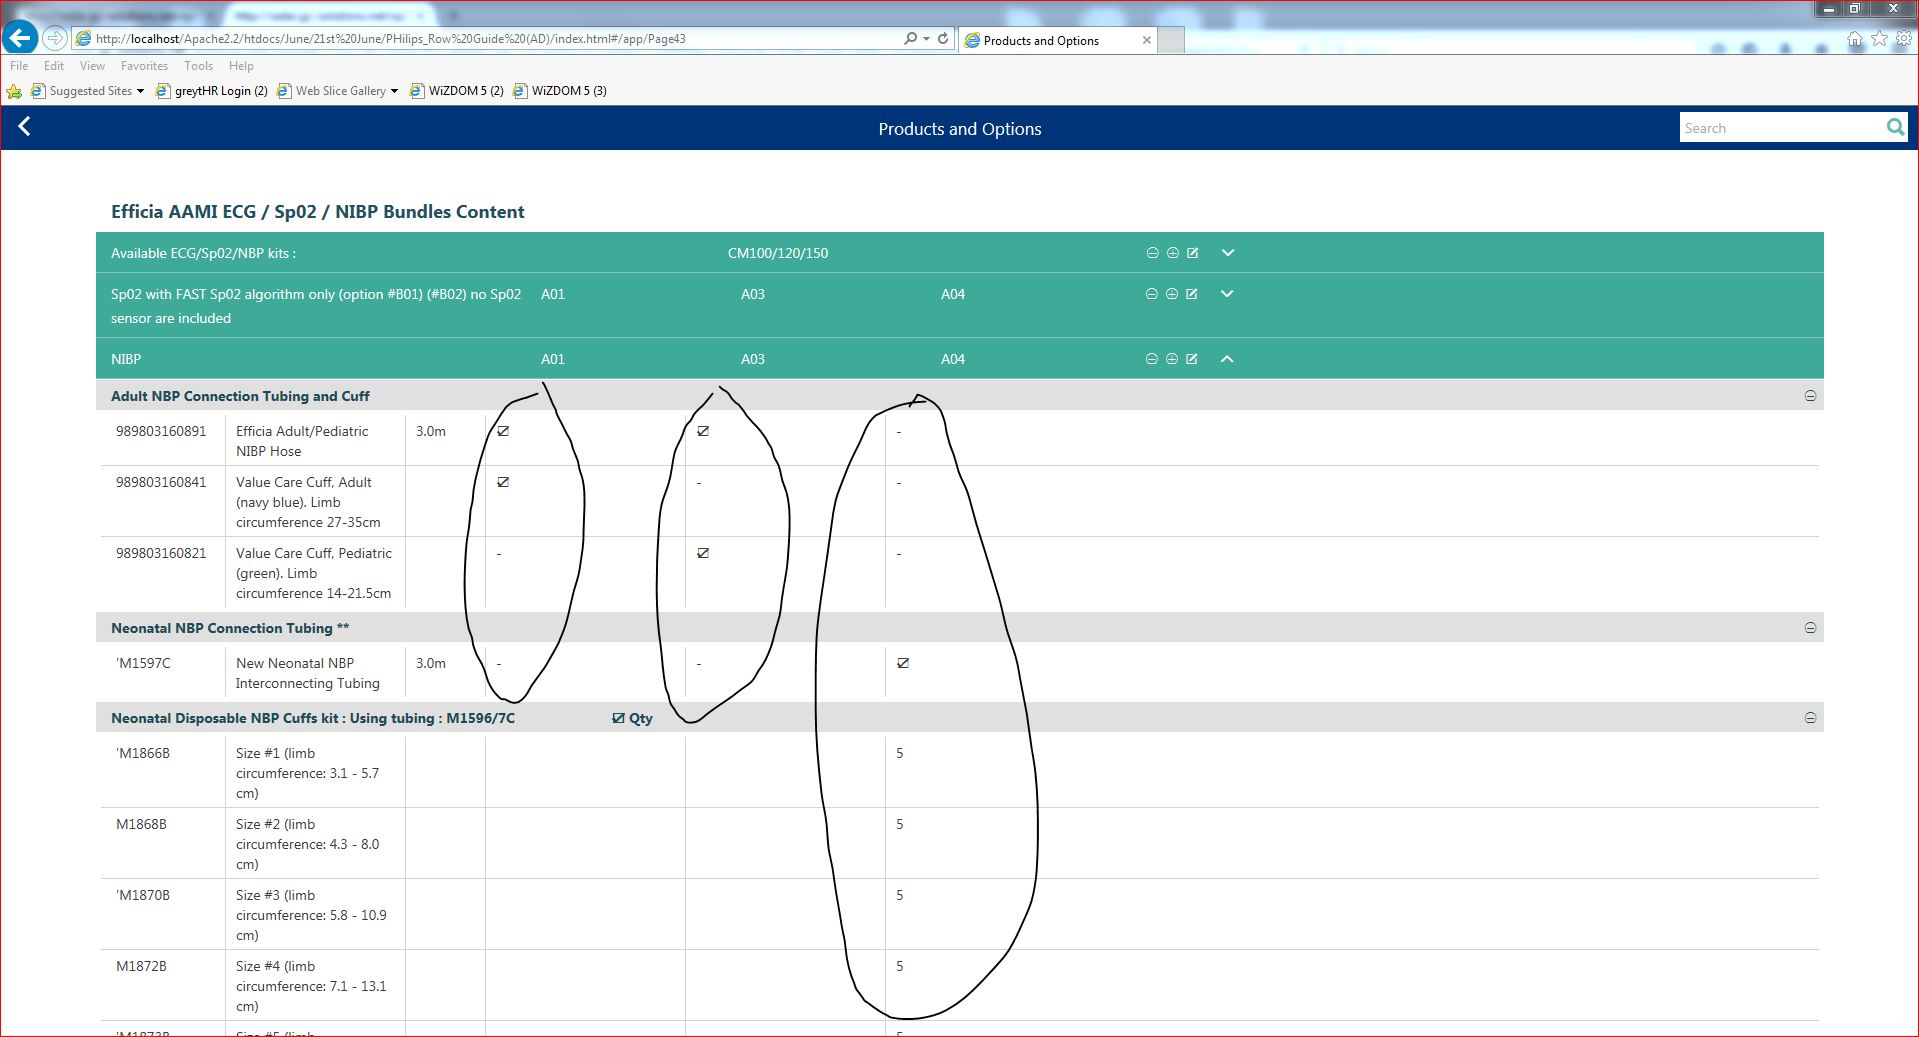 http://localhost/Apache2.2/htdocs/June/21st%20June/PHilips_Row%20Guide%20(AD)/index.html#/app/Page43
Products and Options
File Edit View Favorites Tools Help
Suggested Sites greytHR Login (2) Web Slice Gallery WiZDOM 5 (2) WiZDOM 5 (3)
Products and Options
Search
Efficia AAMI ECG / Sp02 / NIBP Bundles Content
Available ECG/Sp02/NBP kits : CM100/120/150
Sp02 with FAST Sp02 algorithm only (option #B01) (#B02) no Sp02 A01 A03 A04
sensor are included
NIBP A01 A03 A04
Adult NBP Connection Tubing and Cuff
989803160891 Efficia Adult/Pediatric 3.0m ☑ ☑ -
NIBP Hose
989803160841 Value Care Cuff, Adult ☑ - -
(navy blue). Limb
circumference 27-35cm
989803160821 Value Care Cuff, Pediatric - ☑ -
(green). Limb
circumference 14-21.5cm
Neonatal NBP Connection Tubing **
'M1597C New Neonatal NBP 3.0m - - ☑
Interconnecting Tubing
Neonatal Disposable NBP Cuffs kit : Using tubing : M1596/7C ☑ Qty
'M1866B Size #1 (limb 5
circumference: 3.1 - 5.7
cm)
M1868B Size #2 (limb 5
circumference: 4.3 - 8.0
cm)
'M1870B Size #3 (limb 5
circumference: 5.8 - 10.9
cm)
M1872B Size #4 (limb 5
circumference: 7.1 - 13.1
cm)